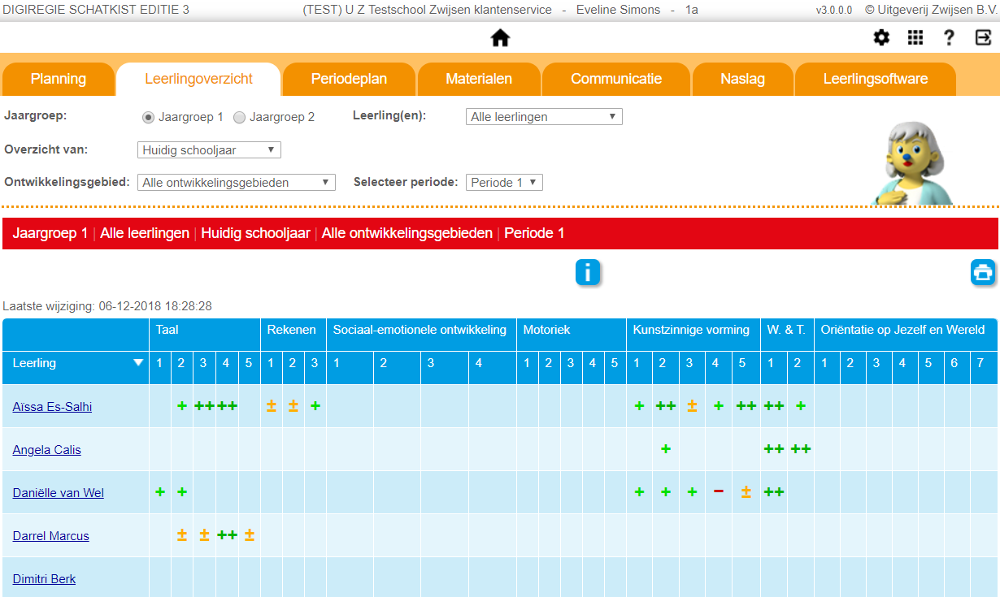 DIGIREGIE SCHATKIST EDITIE 3 (TEST) U Z Testschool Zwijsen klantenservice - Eveline Simons - 1a v3.0.0.0 © Uitgeverij Zwijsen B.V.
?
Planning Leerlingoverzicht Periodeplan Materialen Communicatie Naslag Leerlingsoftware
Jaargroep: Jaargroep 1 Jaargroep 2 Leerling(en): Alle leerlingen
Overzicht van: Huidig schooljaar
Ontwikkelingsgebied: Alle ontwikkelingsgebieden Selecteer periode: Periode 1
Jaargroep 1 | Alle leerlingen | Huidig schooljaar | Alle ontwikkelingsgebieden | Periode 1
i
Laatste wijziging: 06-12-2018 18:28:28
Taal Rekenen Sociaal-emotionele ontwikkeling Motoriek Kunstzinnige vorming W. & T. Oriëntatie op Jezelf en Wereld
Leerling 1 2 3 4 5 1 2 3 1 2 3 4 1 2 3 4 5 1 2 3 4 5 1 2 1 2 3 4 5 6 7
Aïssa Es-Salhi + ++ ++ ± ± + + ++ ± + ++ ++ +
Angela Calis + ++ ++
Daniëlle van Wel + + + + + − ± ++
Darrel Marcus ± ± ++ ±
Dimitri Berk